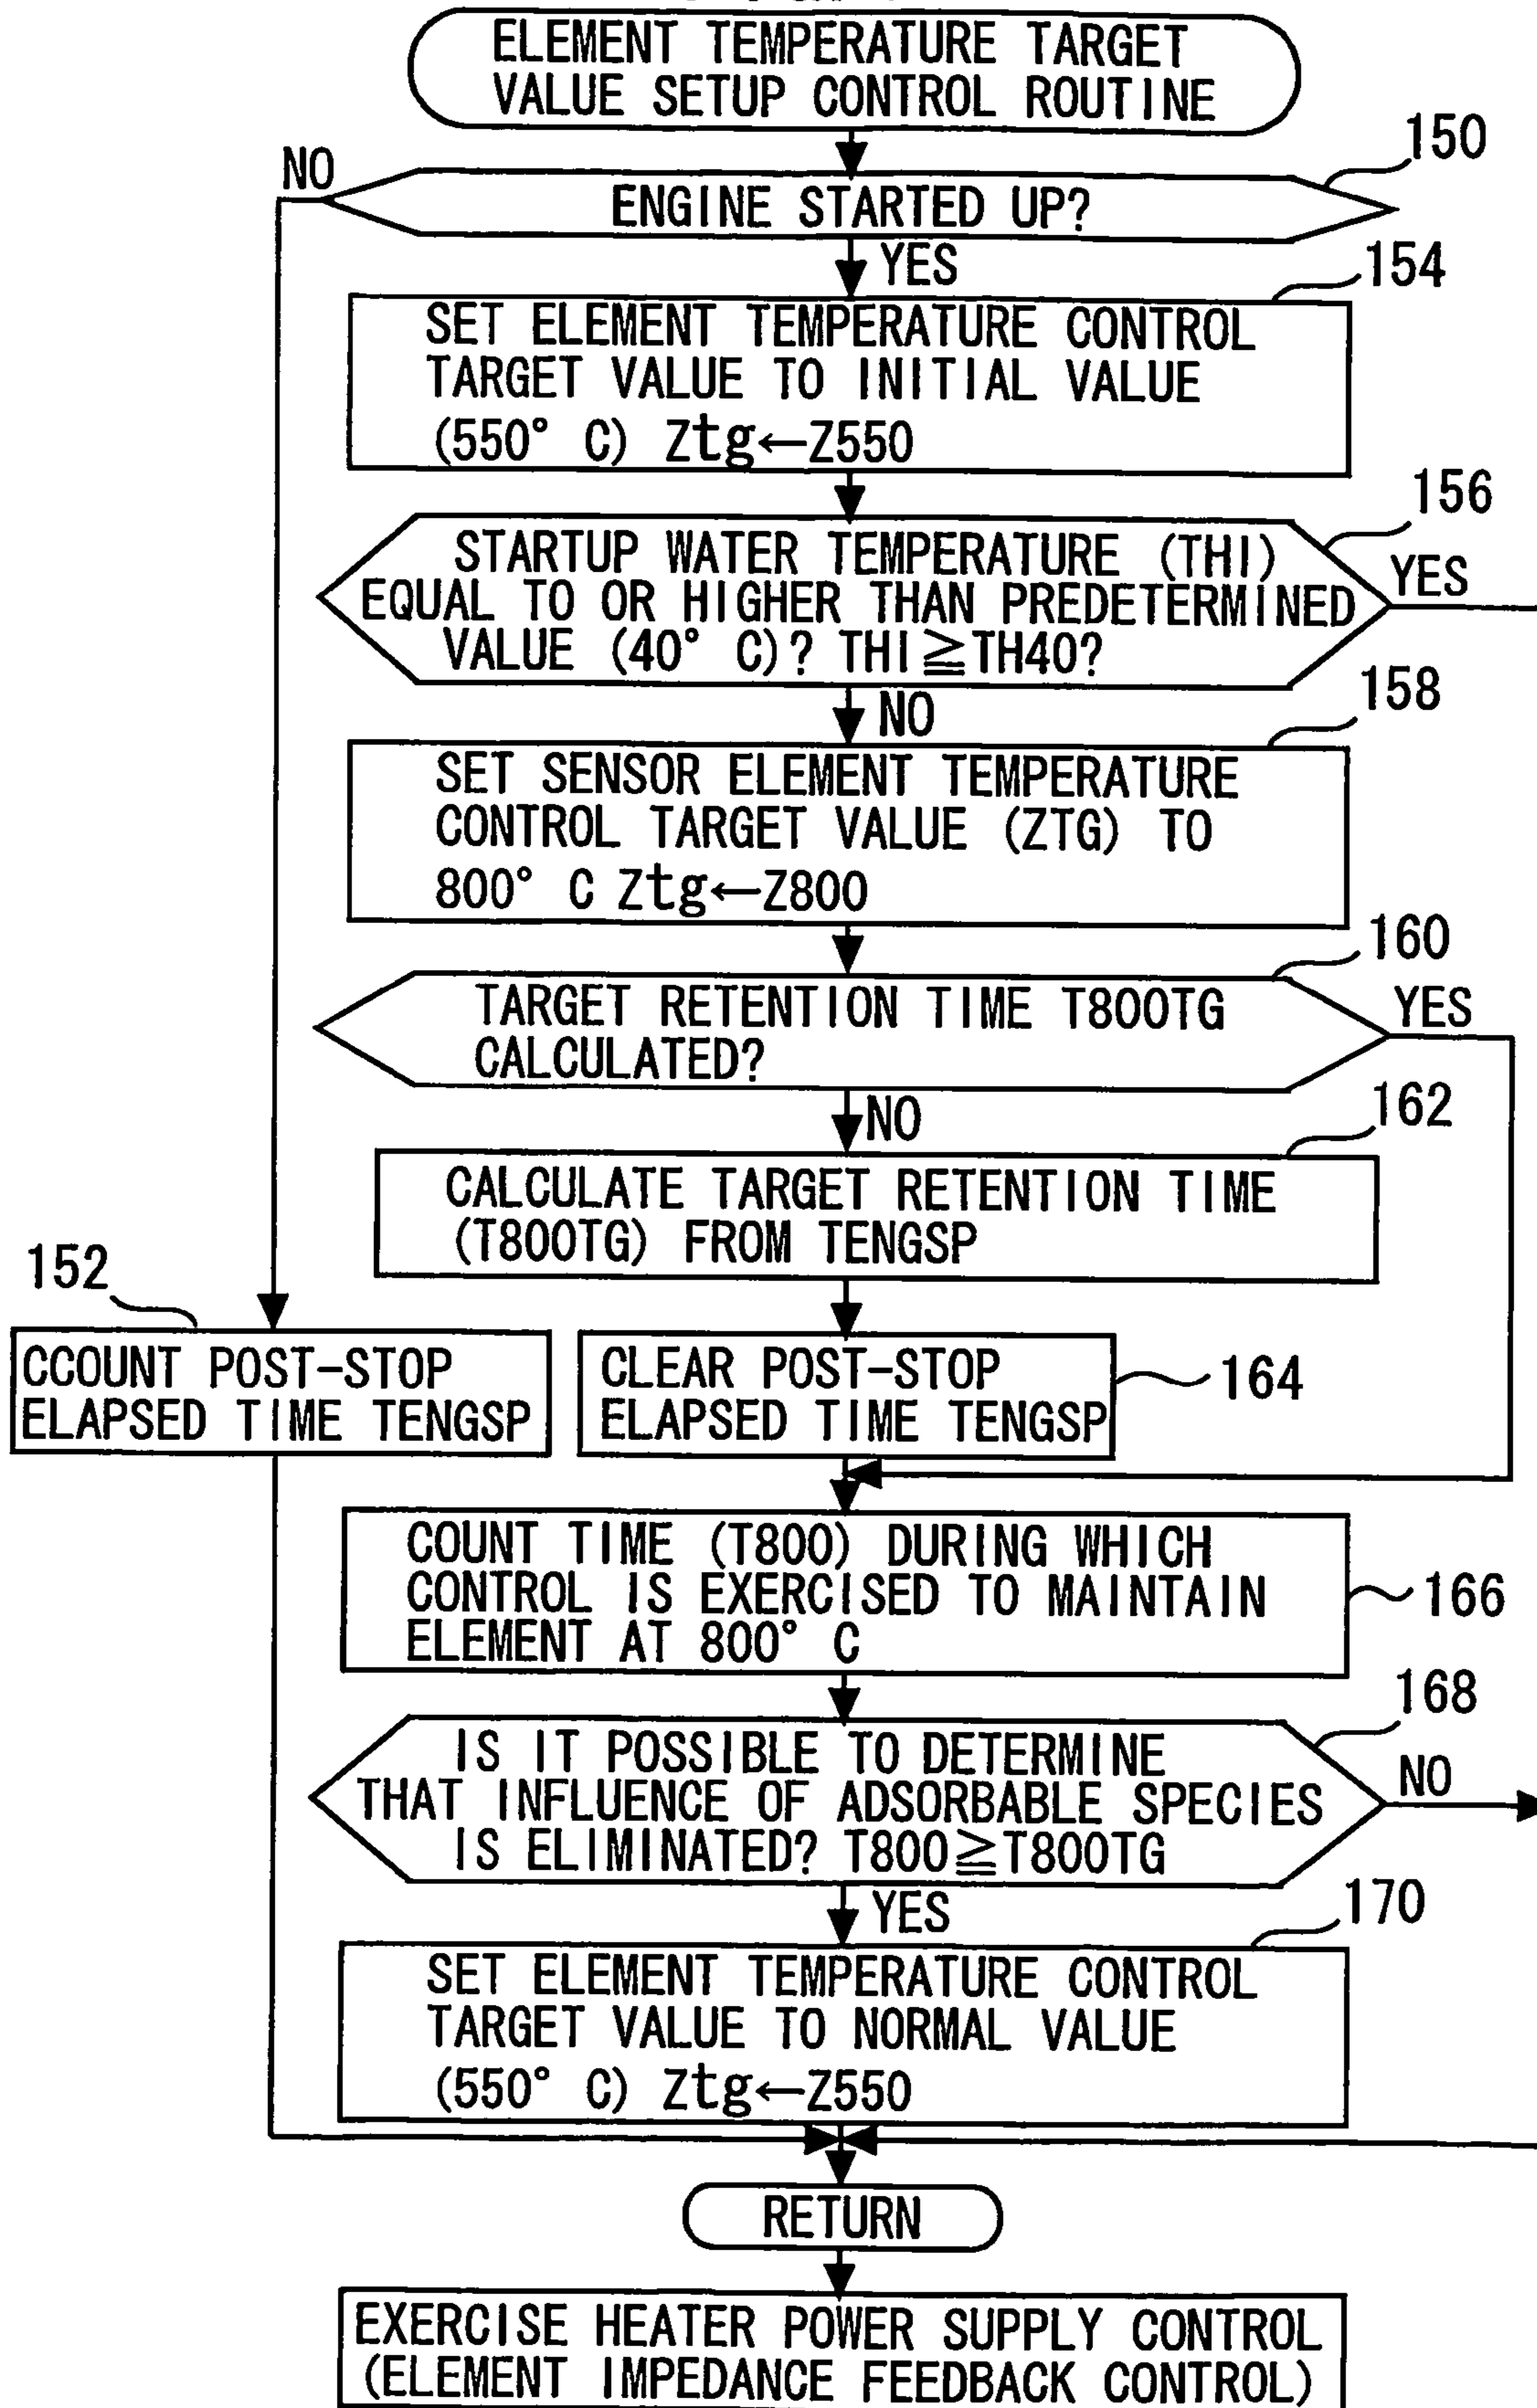 ELEMENT TEMPERATURE TARGET
VALUE SETUP CONTROL ROUTINE
150
NO
ENGINE STARTED UP?
YES
154
SET ELEMENT TEMPERATURE CONTROL
TARGET VALUE TO INITIAL VALUE
(550° C) Ztg←Z550
156
STARTUP WATER TEMPERATURE (THI)
EQUAL TO OR HIGHER THAN PREDETERMINED
VALUE (40° C)? THI≧TH40?
YES
NO
158
SET SENSOR ELEMENT TEMPERATURE
CONTROL TARGET VALUE (ZTG) TO
800° C Ztg←Z800
160
TARGET RETENTION TIME T800TG
CALCULATED?
YES
NO
162
CALCULATE TARGET RETENTION TIME
(T800TG) FROM TENGSP
152
CCOUNT POST-STOP
ELAPSED TIME TENGSP
CLEAR POST-STOP
ELAPSED TIME TENGSP
164
COUNT TIME (T800) DURING WHICH
CONTROL IS EXERCISED TO MAINTAIN
ELEMENT AT 800° C
166
168
IS IT POSSIBLE TO DETERMINE
THAT INFLUENCE OF ADSORBABLE SPECIES
IS ELIMINATED? T800≧T800TG
NO
YES
170
SET ELEMENT TEMPERATURE CONTROL
TARGET VALUE TO NORMAL VALUE
(550° C) Ztg←Z550
RETURN
EXERCISE HEATER POWER SUPPLY CONTROL
(ELEMENT IMPEDANCE FEEDBACK CONTROL)